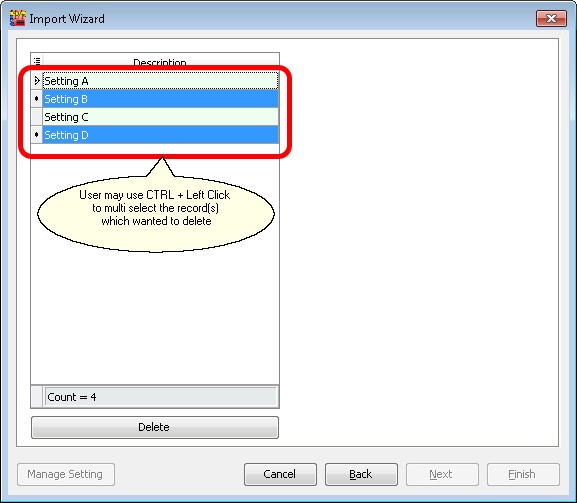 Import Wizard
Description
Setting A
Setting B
Setting C
Setting D
User may use CTRL + Left Click
to multi select the record(s)
which wanted to delete
Count = 4
Delete
Manage Setting
Cancel
Back
Next
Finish